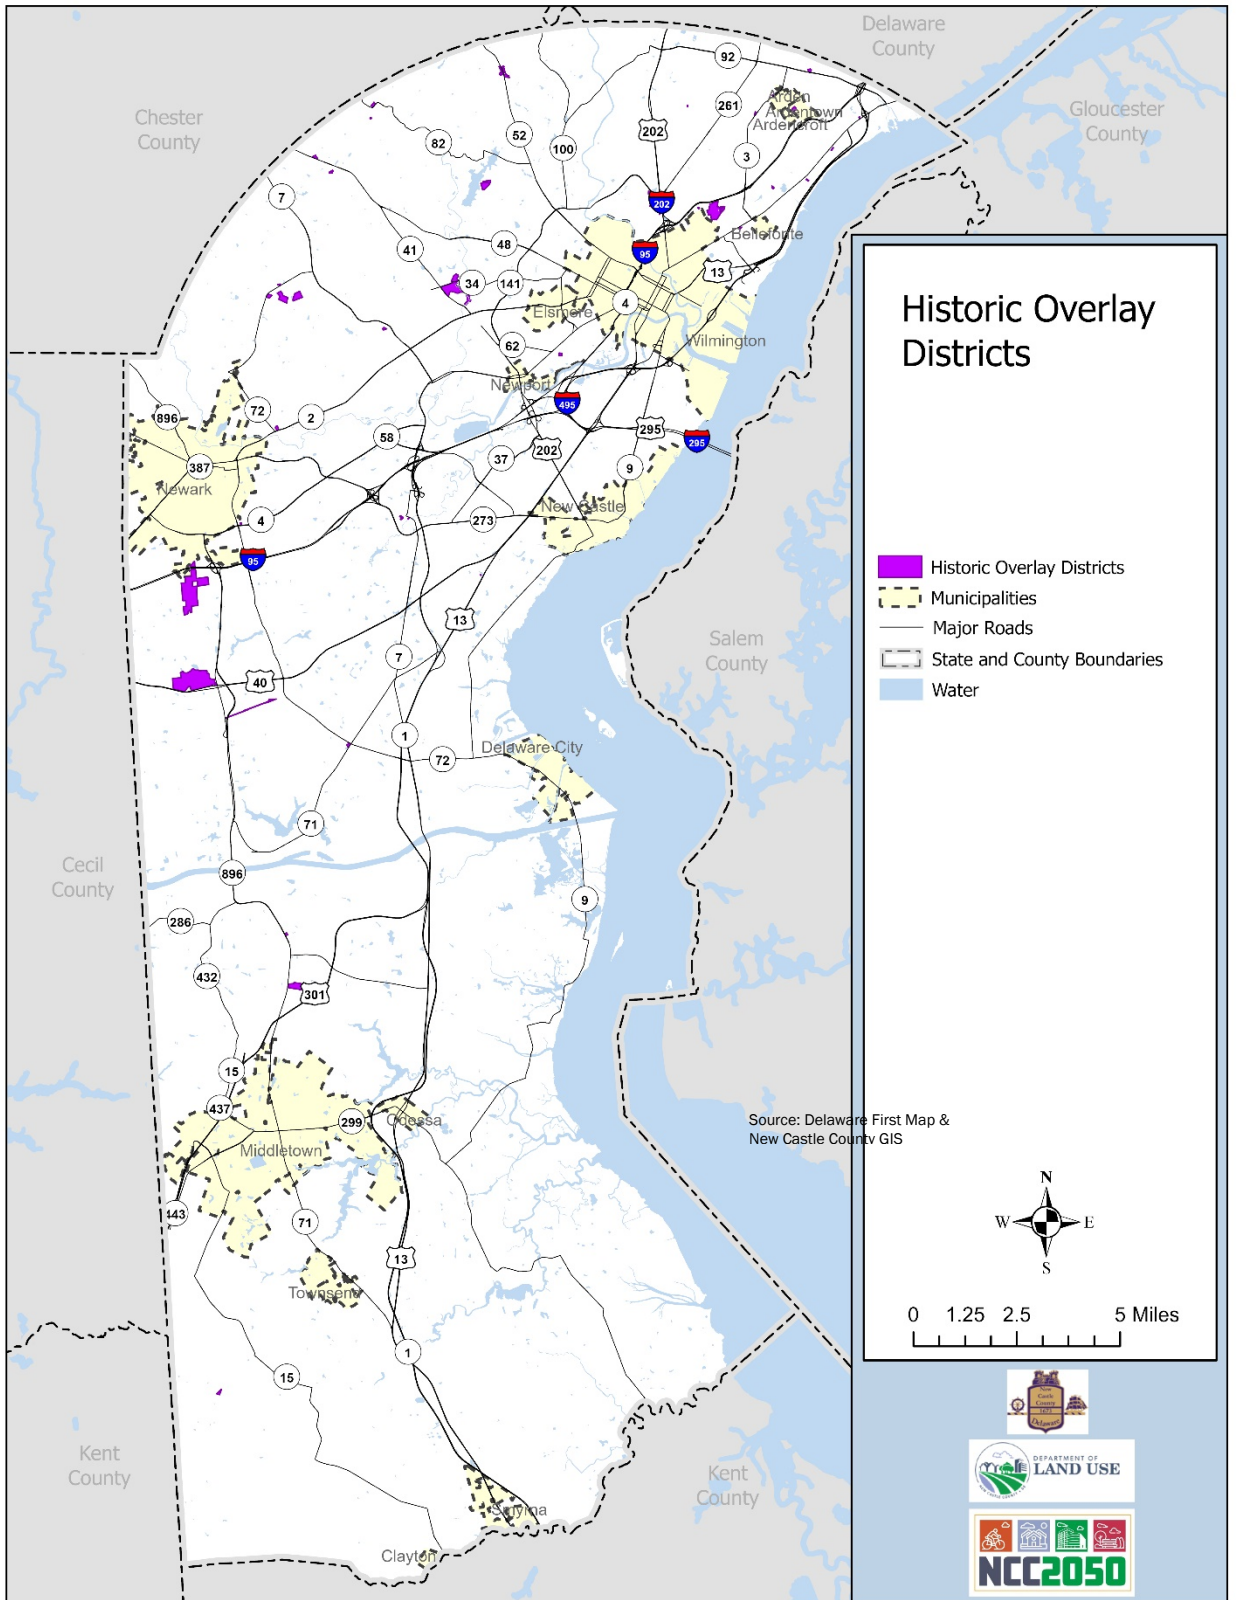 Delaware
County
92
Chester
County
Gloucester
County
Arden
Ardentown
Ardencroft
261
202
52
100
82
3
7
202
41
48
Bellefonte
95
13
34
141
4
Elsmere
Wilmington
62
Newport
495
896
72
2
58
295
295
202
37
9
387
Newark
New Castle
4
273
95
13
7
Salem
County
40
1
Delaware City
72
71
Cecil
County
896
9
286
432
301
15
437
299
Odessa
Middletown
443
71
13
Townsend
1
15
Kent
County
Kent
County
Smyrna
Clayton
Historic Overlay
Districts
Historic Overlay Districts
Municipalities
Major Roads
State and County Boundaries
Water
Source: Delaware First Map &
New Castle County GIS
N
W E
S
0 1.25 2.5 5 Miles
New
Castle
County
1673
Delaware
DEPARTMENT OF
LAND USE
NCC2050